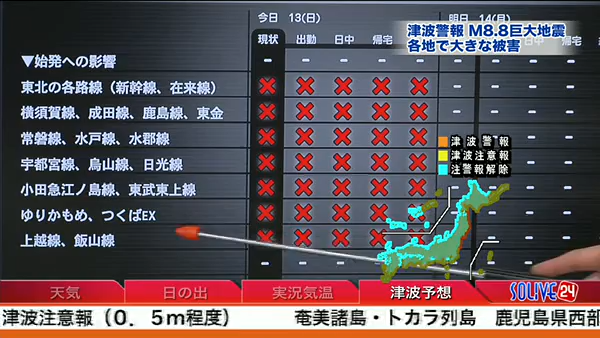 今日 13(日)
明日 14(月)
津波警報 M8.8巨大地震
各地で大きな被害
現状 出勤 日中 帰宅
▼始発への影響
東北の各路線（新幹線、在来線）
横須賀線、成田線、鹿島線、東金
常磐線、水戸線、水郡線
宇都宮線、烏山線、日光線
小田急江ノ島線、東武東上線
ゆりかもめ、つくばEX
上越線、飯山線
津波警報
津波注意報
注警報解除
天気 日の出 実況気温 津波予想 SOLiVE24
津波注意報（0．5m程度） 奄美諸島・トカラ列島 鹿児島県西部